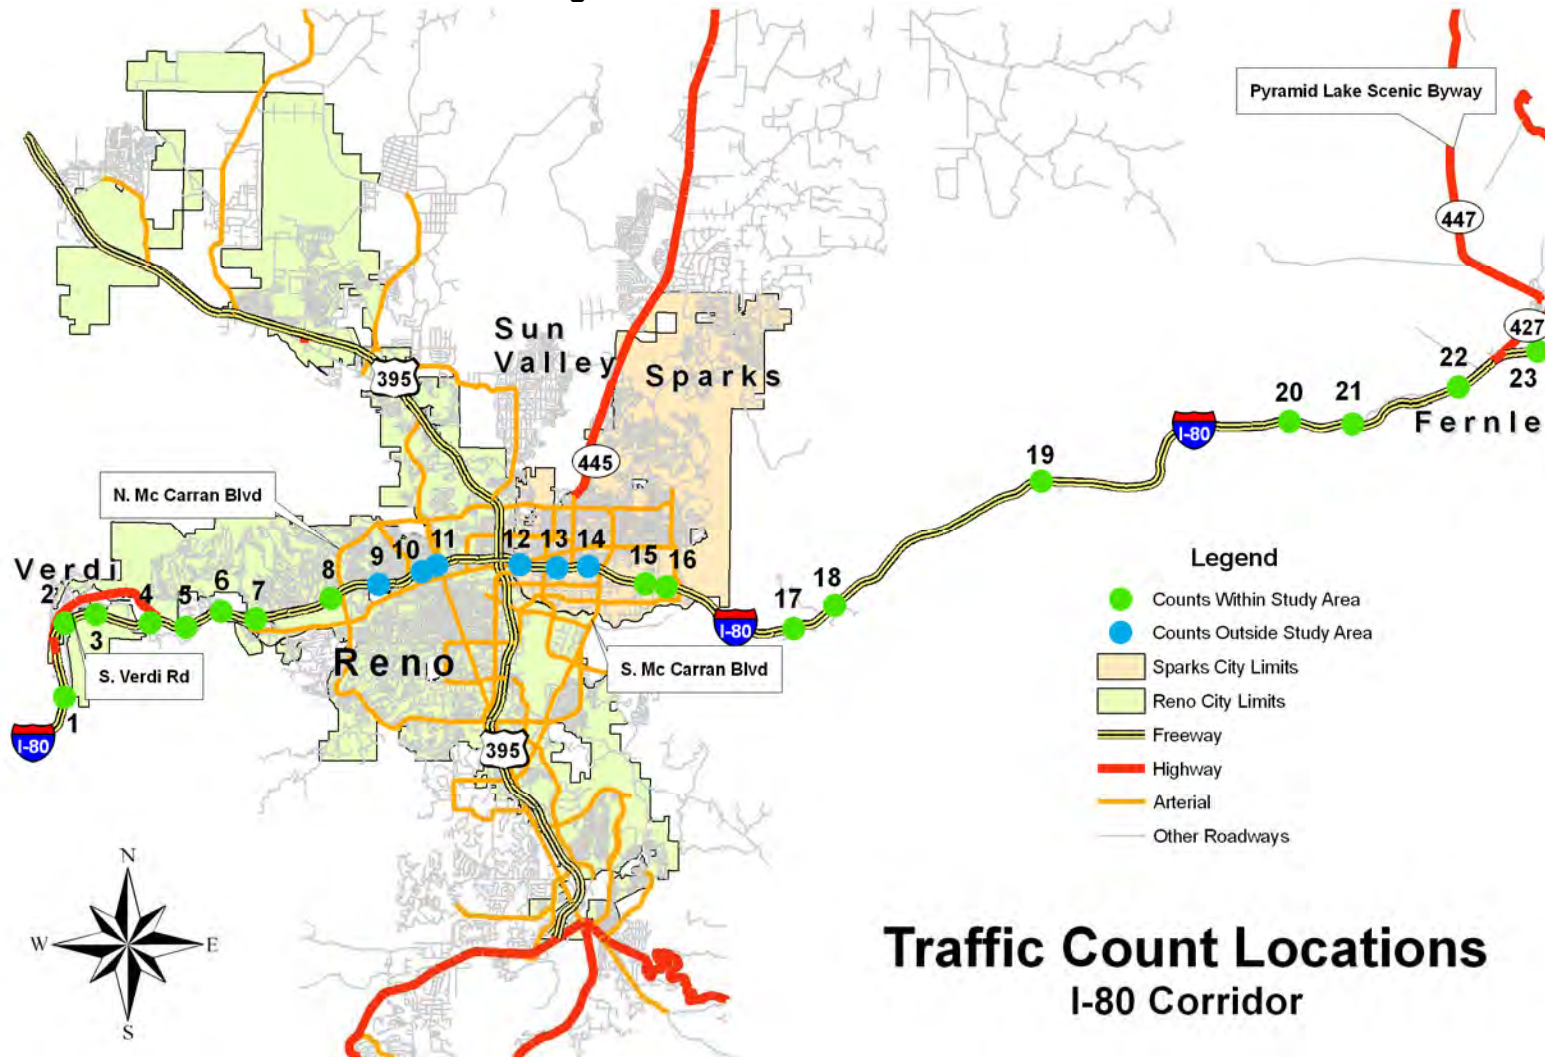 Pyramid Lake Scenic Byway
447
427
Sun
Valley
Sparks
395
445
22
23
20
21
Fernle
I-80
19
N. Mc Carran Blvd
Verdi
2
3
4
5
6
7
8
9
10
11
12
13
14
15
16
17
18
I-80
S. Verdi Rd
Reno
S. Mc Carran Blvd
1
I-80
395
Legend
Counts Within Study Area
Counts Outside Study Area
Sparks City Limits
Reno City Limits
Freeway
Highway
Arterial
Other Roadways
N
W
E
S
Traffic Count Locations
I-80 Corridor